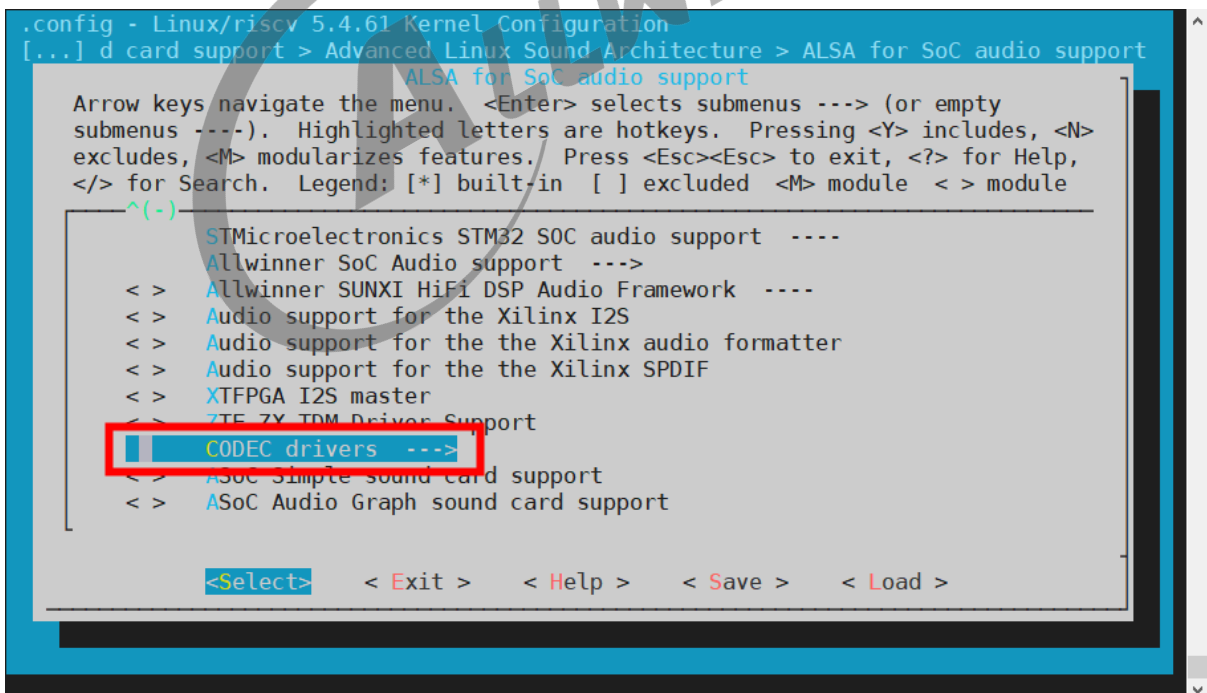 .config - Linux/riscv 5.4.61 Kernel Configuration
[...] d card support > Advanced Linux Sound Architecture > ALSA for SoC audio support
ALSA for SoC audio support
Arrow keys navigate the menu.  <Enter> selects submenus ---> (or empty
submenus ----).  Highlighted letters are hotkeys.  Pressing <Y> includes, <N>
excludes, <M> modularizes features.  Press <Esc><Esc> to exit, <?> for Help,
</> for Search.  Legend: [*] built-in  [ ] excluded  <M> module  < > module
^(-)
STMicroelectronics STM32 SOC audio support  ----
Allwinner SoC Audio support  --->
< >   Allwinner SUNXI HiFi DSP Audio Framework  ----
< >   Audio support for the Xilinx I2S
< >   Audio support for the the Xilinx audio formatter
< >   Audio support for the the Xilinx SPDIF
< >   XTFPGA I2S master
< >   ZTE ZX TDM Driver Support
CODEC drivers  --->
< >   ASoC Simple sound card support
< >   ASoC Audio Graph sound card support
<Select>    < Exit >    < Help >    < Save >    < Load >